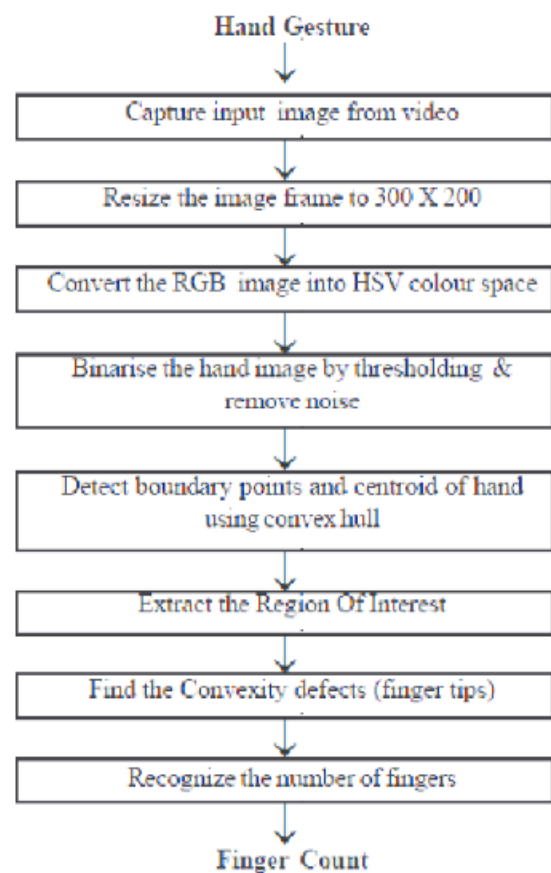 Hand Gesture
Capture input image from video
Resize the image frame to 300 X 200
Convert the RGB image into HSV colour space
Binarise the hand image by thresholding &
remove noise
Detect boundary points and centroid of hand
using convex hull
Extract the Region Of Interest
Find the Convexity defects (finger tips)
Recognize the number of fingers
Finger Count